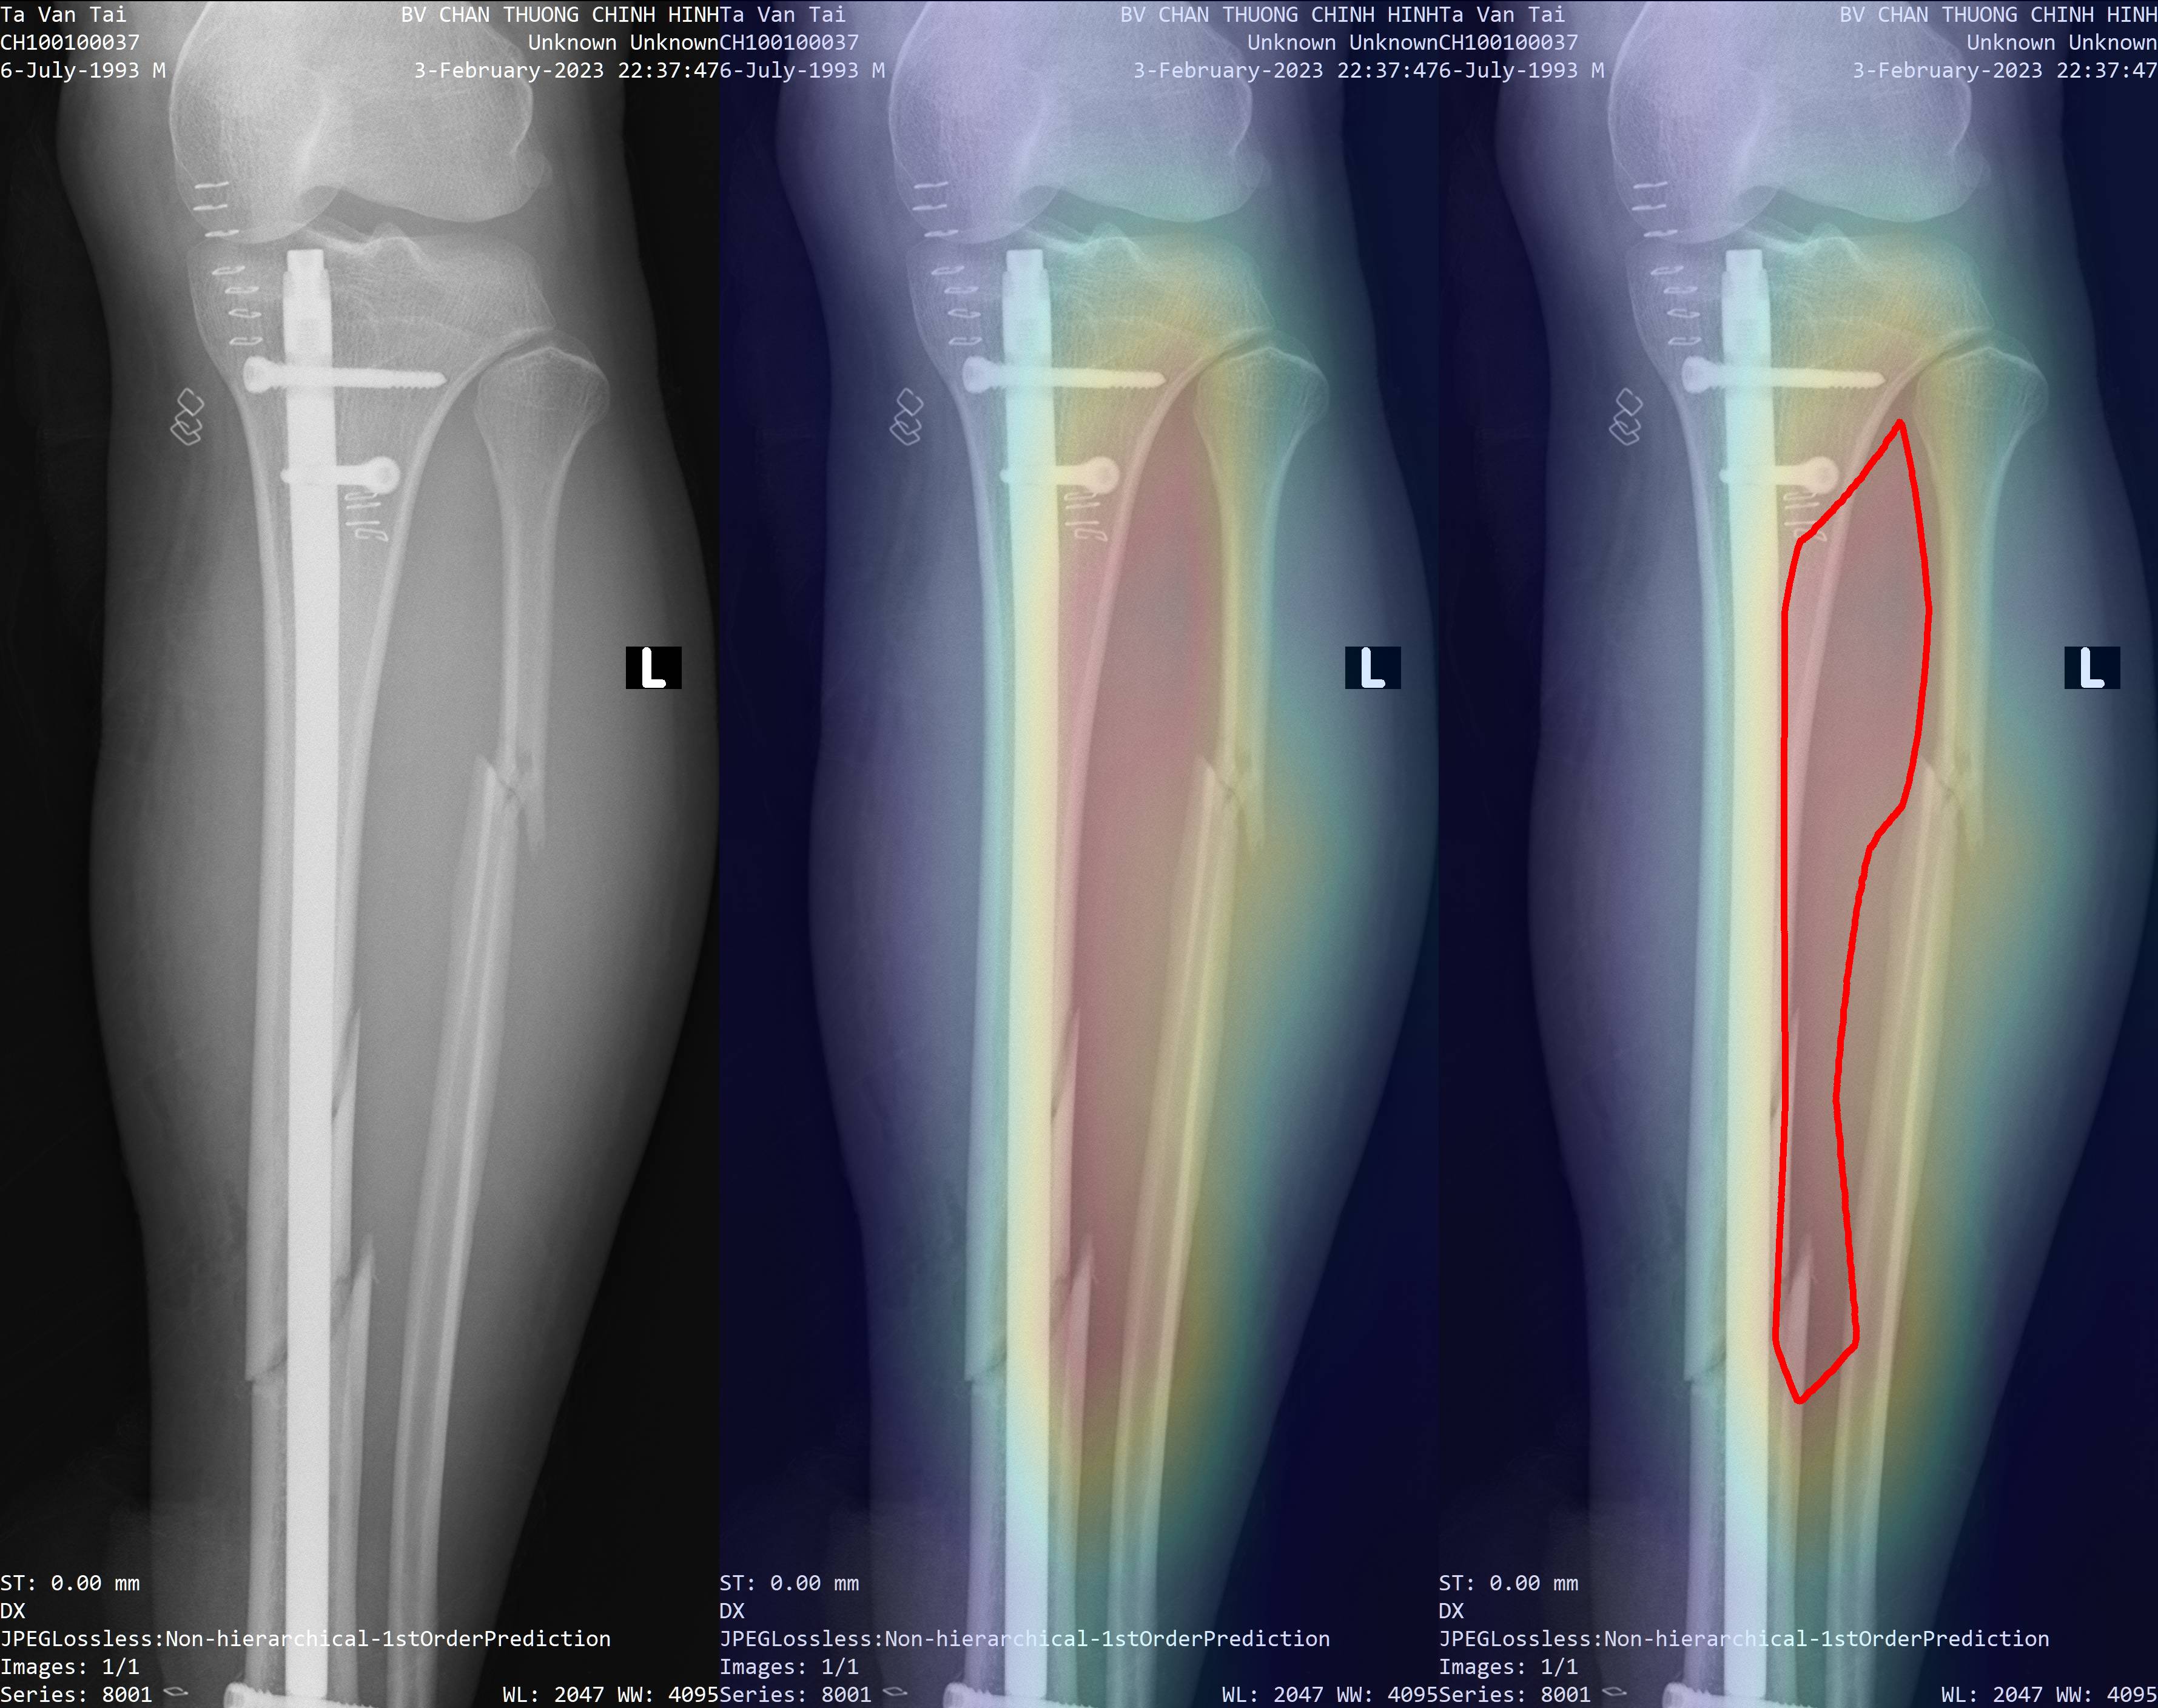 Ta Van Tai BV CHAN THUONG CHINH HINH
CH100100037 Unknown Unknown
6-July-1993 M 3-February-2023 22:37:47
L
ST: 0.00 mm
DX
JPEGLossless:Non-hierarchical-1stOrderPrediction
Images: 1/1
Series: 8001 WL: 2047 WW: 4095
Ta Van Tai BV CHAN THUONG CHINH HINH
CH100100037 Unknown Unknown
6-July-1993 M 3-February-2023 22:37:47
L
ST: 0.00 mm
DX
JPEGLossless:Non-hierarchical-1stOrderPrediction
Images: 1/1
Series: 8001 WL: 2047 WW: 4095
Ta Van Tai BV CHAN THUONG CHINH HINH
CH100100037 Unknown Unknown
6-July-1993 M 3-February-2023 22:37:47
L
ST: 0.00 mm
DX
JPEGLossless:Non-hierarchical-1stOrderPrediction
Images: 1/1
Series: 8001 WL: 2047 WW: 4095